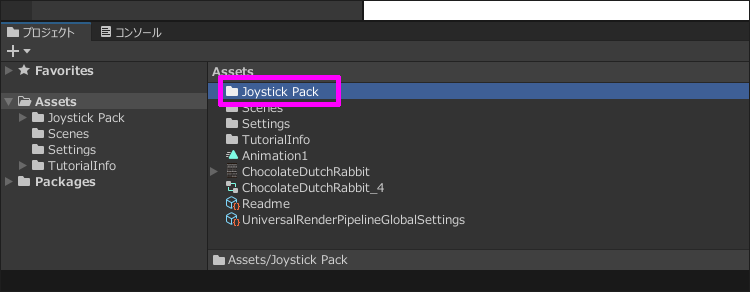 プロジェクト
コンソール
Favorites
Assets
Joystick Pack
Scenes
Settings
TutorialInfo
Packages
Assets
Joystick Pack
Scenes
Settings
TutorialInfo
Animation1
ChocolateDutchRabbit
ChocolateDutchRabbit_4
Readme
UniversalRenderPipelineGlobalSettings
Assets/Joystick Pack